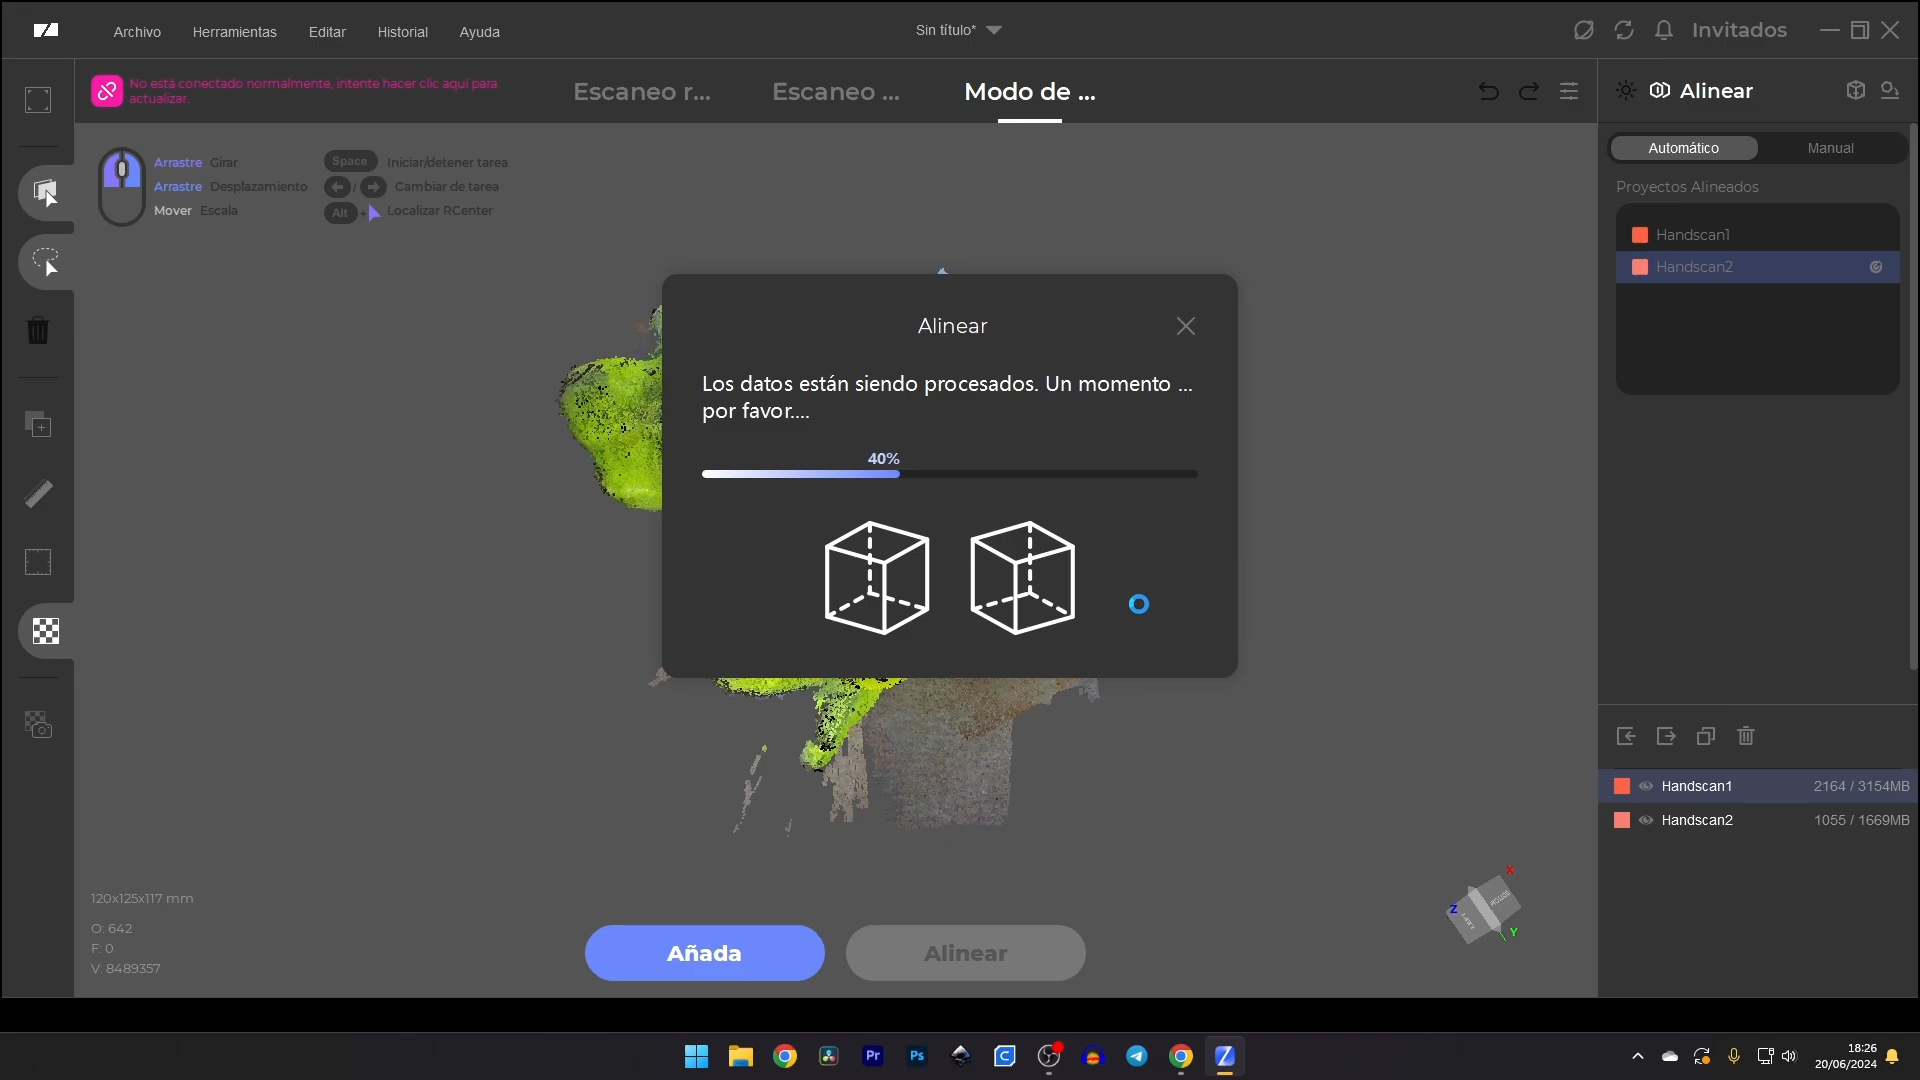 Archivo Herramientas Editar Historial Ayuda
Sin título*
Invitados
No está conectado normalmente, intente hacer clic aquí para
actualizar.
Escaneo r...
Escaneo ...
Modo de ...
Alinear
Arrastre Girar
Arrastre Desplazamiento
Mover Escala
Space Iniciar/detener tarea
/ Cambiar de tarea
Alt + Localizar RCenter
Automático Manual
Proyectos Alineados
Handscan1
Handscan2
Alinear
Los datos están siendo procesados. Un momento ...
por favor....
40%
Handscan1 2164 / 3154MB
Handscan2 1055 / 1669MB
120x125x117 mm
O: 642
F: 0
V: 8489357
X
Z
Y
BOTTOM
Añada
Alinear
Pr
Ps
C
Z
18:26
20/06/2024